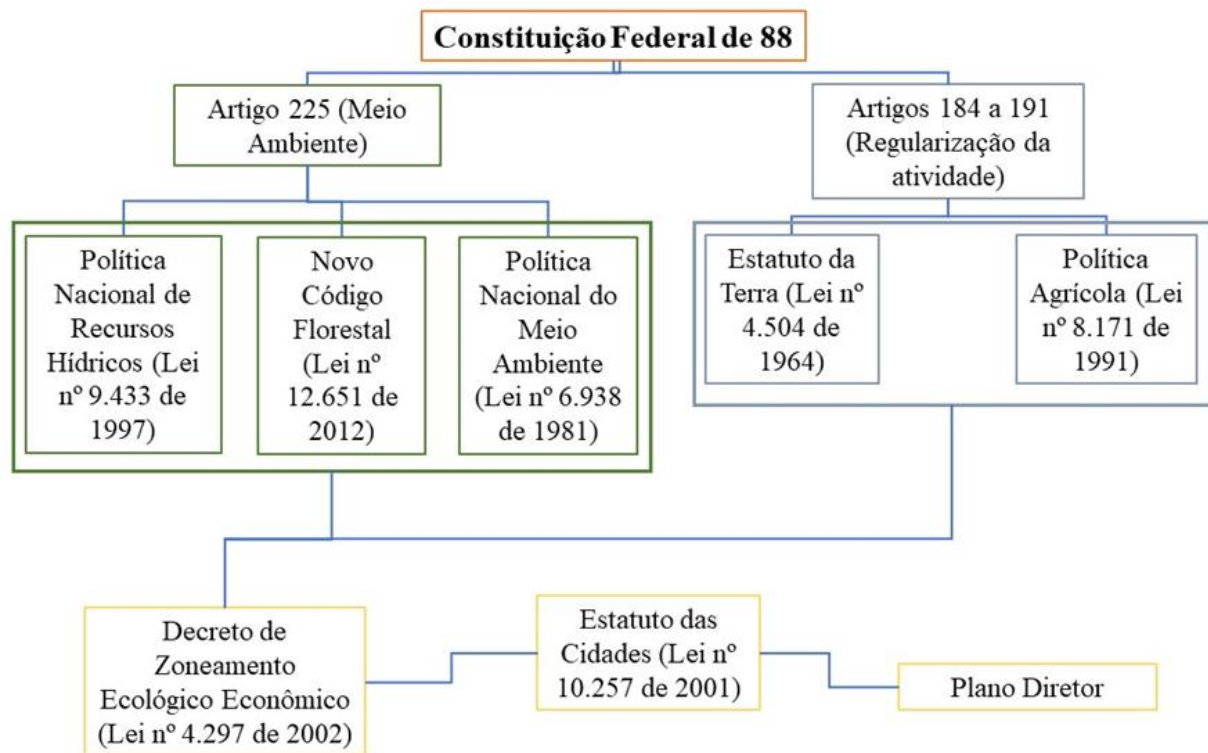 Constituição Federal de 88
Artigo 225 (Meio
Ambiente)
Artigos 184 a 191
(Regularização da
atividade)
Política
Nacional de
Recursos
Hídricos (Lei
nº 9.433 de
1997)
Novo
Código
Florestal
(Lei nº
12.651 de
2012)
Política
Nacional do
Meio
Ambiente
(Lei nº 6.938
de 1981)
Estatuto da
Terra (Lei nº
4.504 de
1964)
Política
Agrícola (Lei
nº 8.171 de
1991)
Decreto de
Zoneamento
Ecológico Econômico
(Lei nº 4.297 de 2002)
Estatuto das
Cidades (Lei nº
10.257 de 2001)
Plano Diretor